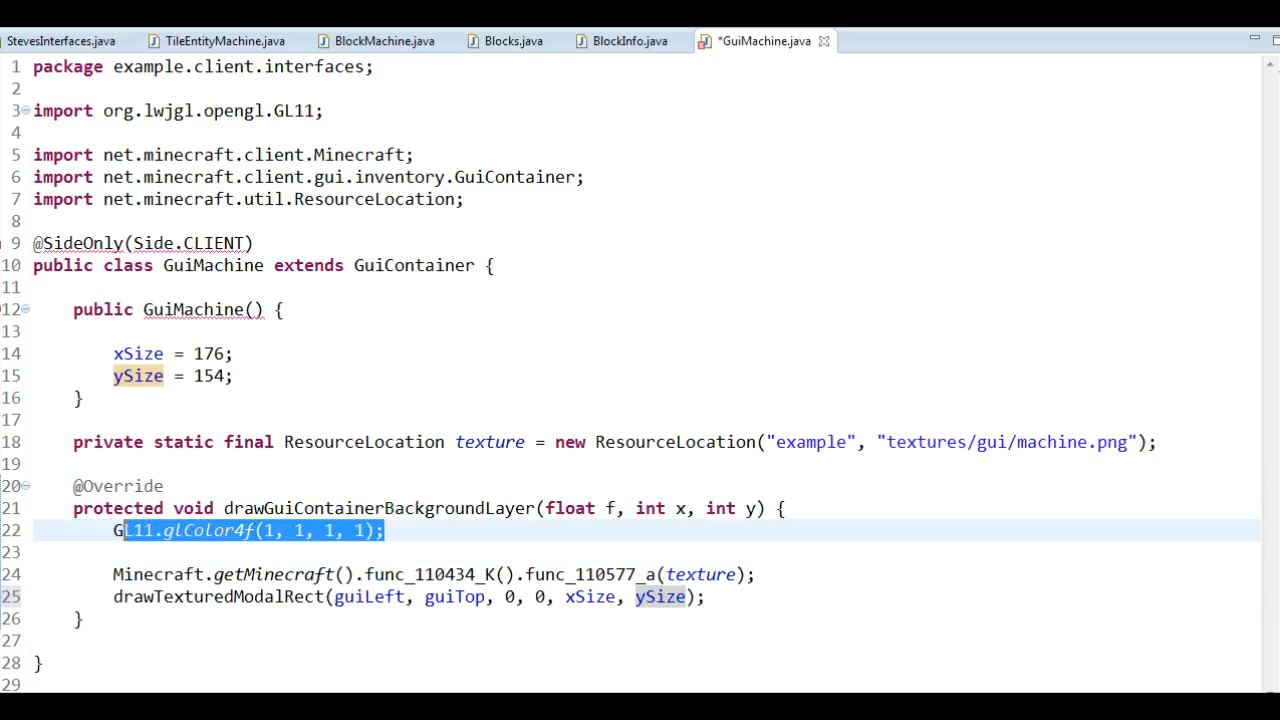 StevesInterfaces.java TileEntityMachine.java BlockMachine.java Blocks.java BlockInfo.java *GuiMachine.java
1 package example.client.interfaces;
2
3 import org.lwjgl.opengl.GL11;
4
5 import net.minecraft.client.Minecraft;
6 import net.minecraft.client.gui.inventory.GuiContainer;
7 import net.minecraft.util.ResourceLocation;
8
9 @SideOnly(Side.CLIENT)
10 public class GuiMachine extends GuiContainer {
11
12 public GuiMachine() {
13
14 xSize = 176;
15 ySize = 154;
16 }
17
18 private static final ResourceLocation texture = new ResourceLocation("example", "textures/gui/machine.png");
19
20 @Override
21 protected void drawGuiContainerBackgroundLayer(float f, int x, int y) {
22 GL11.glColor4f(1, 1, 1, 1);
23
24 Minecraft.getMinecraft().func_110434_K().func_110577_a(texture);
25 drawTexturedModalRect(guiLeft, guiTop, 0, 0, xSize, ySize);
26 }
27
28 }
29